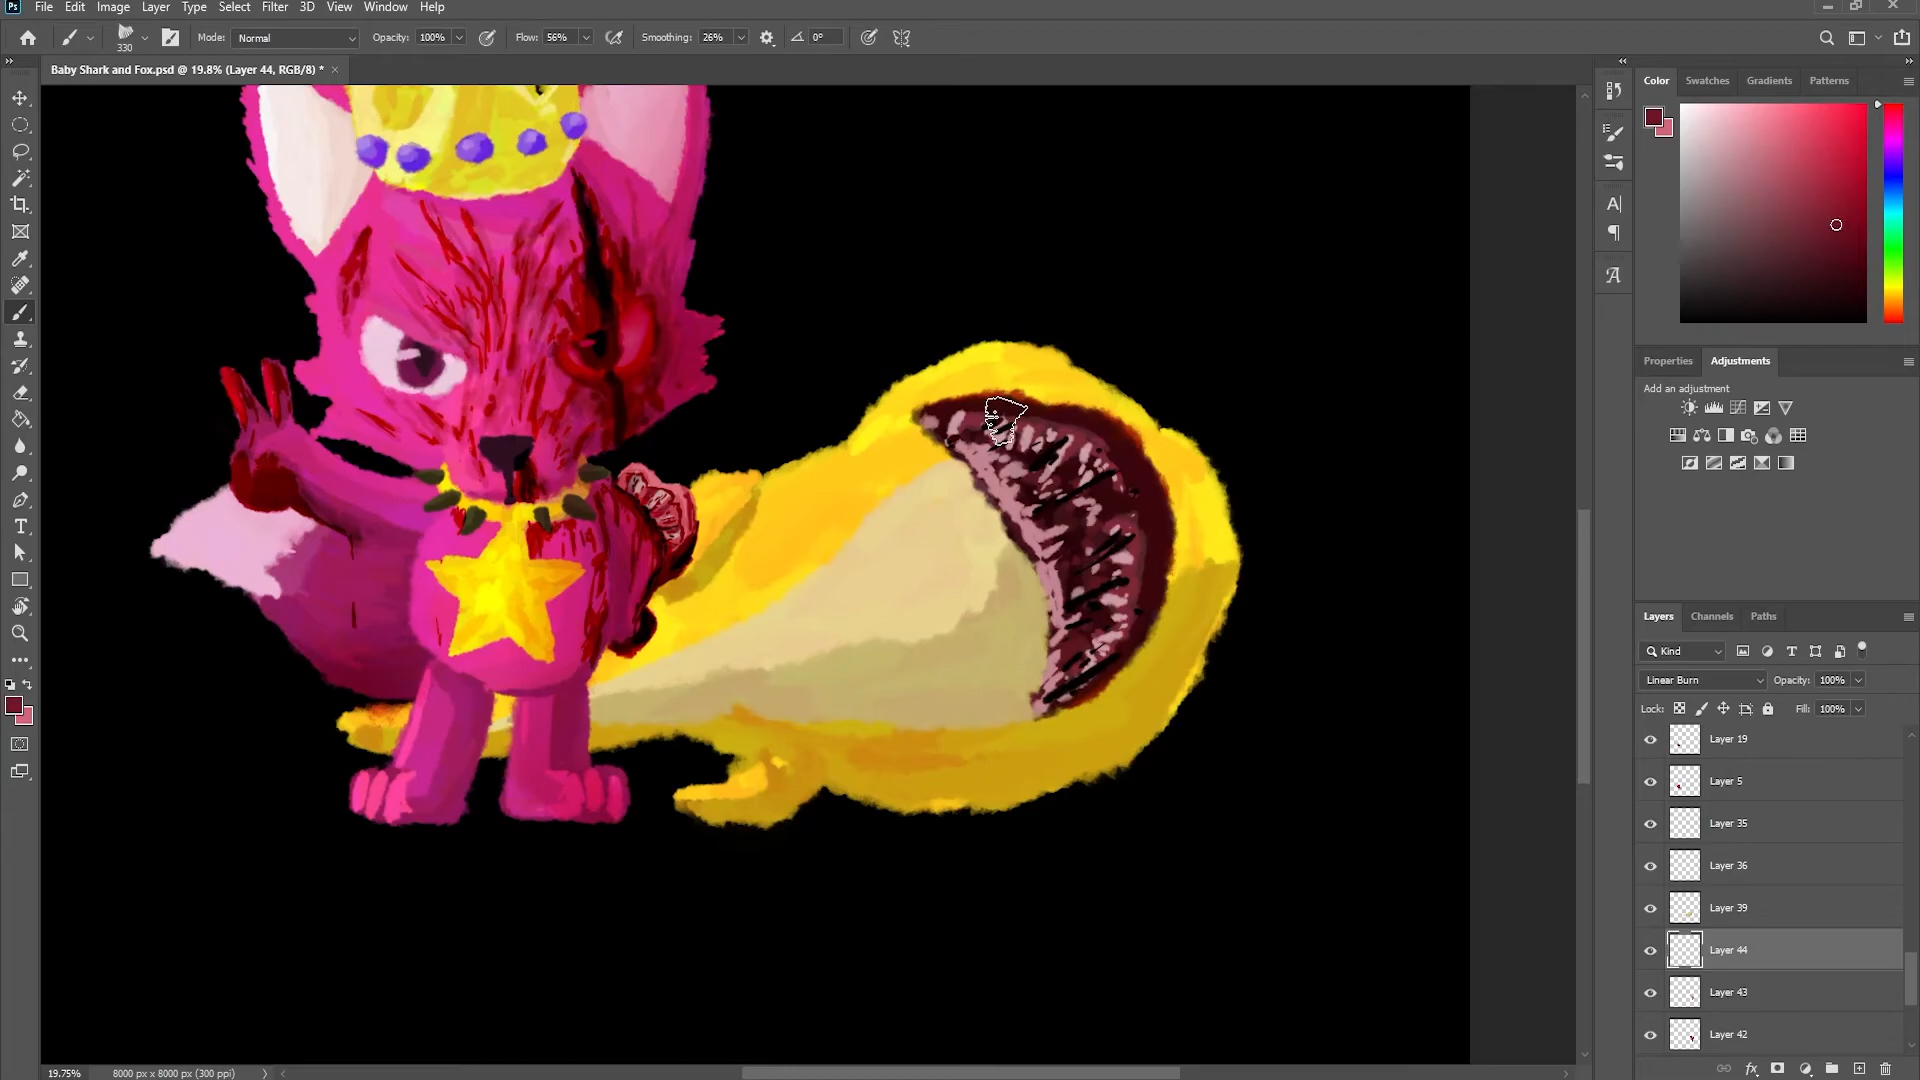 Ps File Edit Image Layer Type Select Filter 3D View Window Help
330 Mode: Normal Opacity: 100% Flow: 56% Smoothing: 26% 0°
Baby Shark and Fox.psd @ 19.8% (Layer 44, RGB/8) * ×
Color Swatches Gradients Patterns
Properties Adjustments
Add an adjustment
Layers Channels Paths
Kind
Linear Burn Opacity: 100%
Lock: Fill: 100%
Layer 19
Layer 5
Layer 35
Layer 36
Layer 39
Layer 44
Layer 43
Layer 42
19.75% 8000 px x 8000 px (300 ppi)